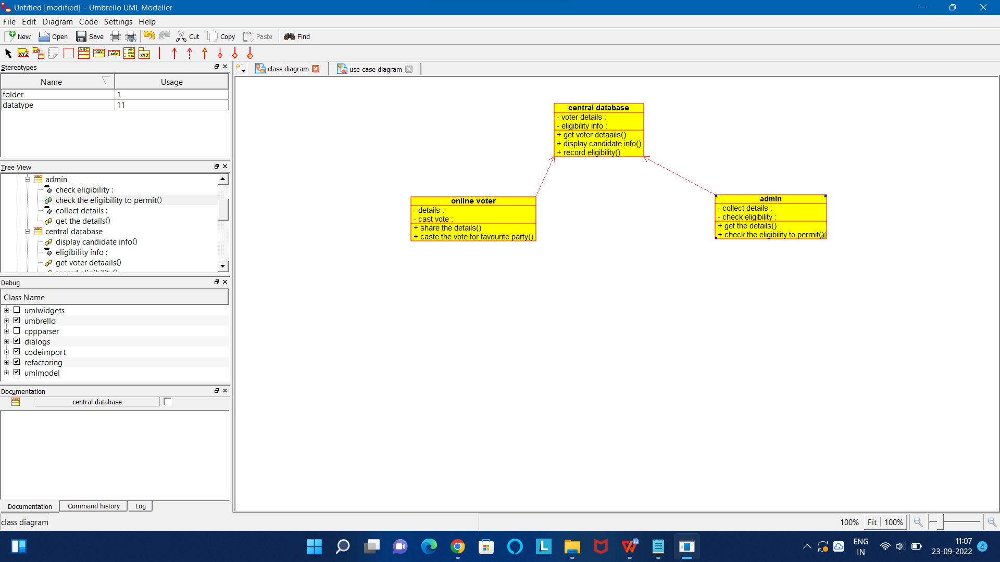 Untitled [modified] – Umbrello UML Modeller
File Edit Diagram Code Settings Help
New Open Save Cut Copy Paste Find
Stereotypes
Name Usage
folder 1
datatype 11
Tree View
admin
check eligibility :
check the eligibility to permit()
collect details :
get the details()
central database
display candidate info()
eligibility info :
get voter detaails()
record eligibility()
Debug
Class Name
umlwidgets
umbrello
cppparser
dialogs
codeimport
refactoring
umlmodel
Documentation
central database
Documentation Command history Log
class diagram
class diagram use case diagram
central database
- voter details :
- eligibility info :
+ get voter detaails()
+ display candidate info()
+ record eligibility()
online voter
- details :
- cast vote :
+ share the details()
+ caste the vote for favourite party()
admin
- collect details :
- check eligibility :
+ get the details()
+ check the eligibility to permit()
100% Fit 100%
ENG
IN
11:07
23-09-2022
4